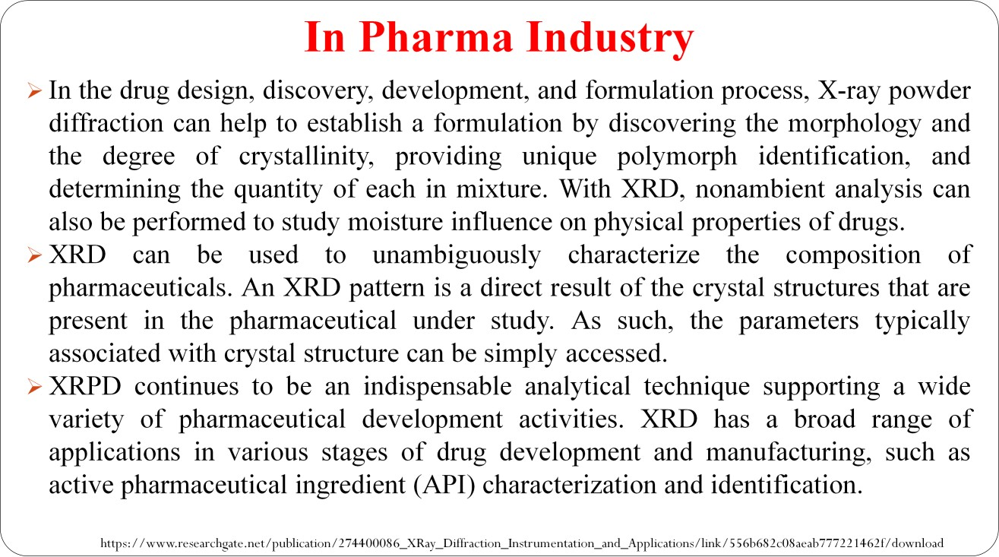 In Pharma Industry
In the drug design, discovery, development, and formulation process, X-ray powder
diffraction can help to establish a formulation by discovering the morphology and
the degree of crystallinity, providing unique polymorph identification, and
determining the quantity of each in mixture. With XRD, nonambient analysis can
also be performed to study moisture influence on physical properties of drugs.
XRD can be used to unambiguously characterize the composition of
pharmaceuticals. An XRD pattern is a direct result of the crystal structures that are
present in the pharmaceutical under study. As such, the parameters typically
associated with crystal structure can be simply accessed.
XRPD continues to be an indispensable analytical technique supporting a wide
variety of pharmaceutical development activities. XRD has a broad range of
applications in various stages of drug development and manufacturing, such as
active pharmaceutical ingredient (API) characterization and identification.
https://www.researchgate.net/publication/274400086_XRay_Diffraction_Instrumentation_and_Applications/link/556b682c08aeab777221462f/download